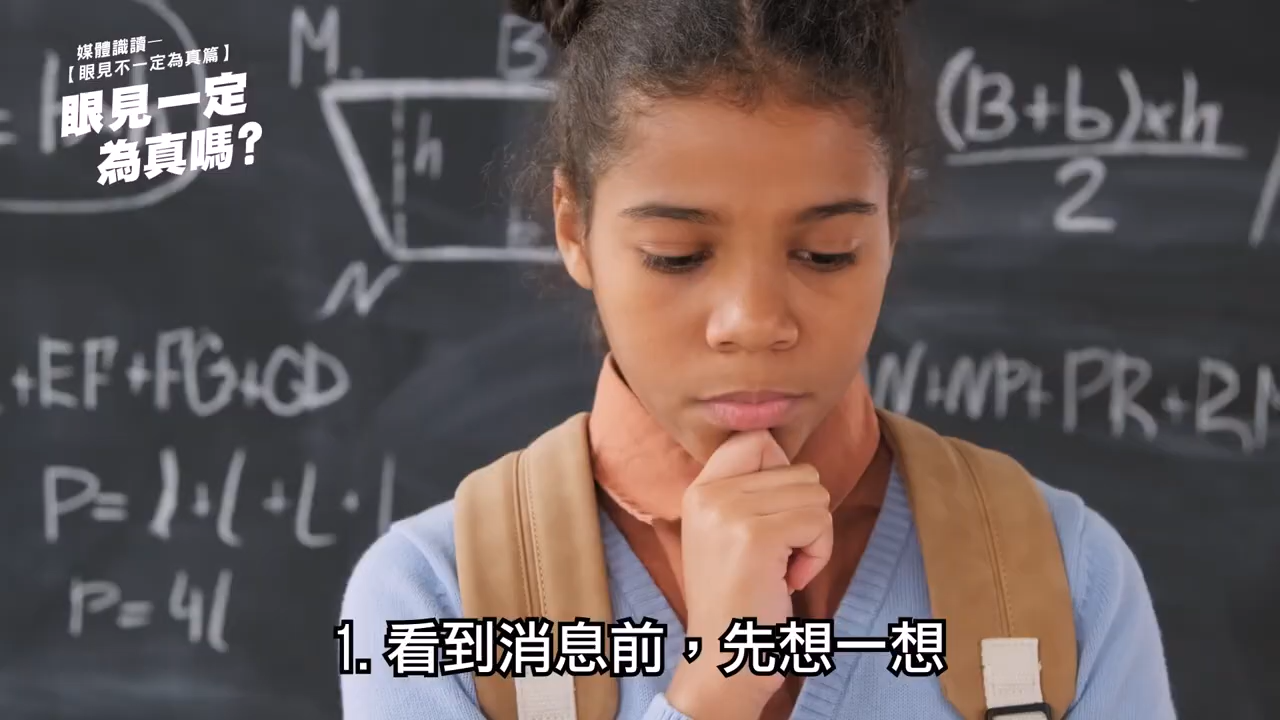 媒體識讀—
【眼見不一定為真篇】
眼見一定
為真嗎?
M.
B
h
(B+b)×h
2
N
+EF+FG+GD
N+NP+PR+RM
P=
P=4l
1. 看到消息前，先想一想